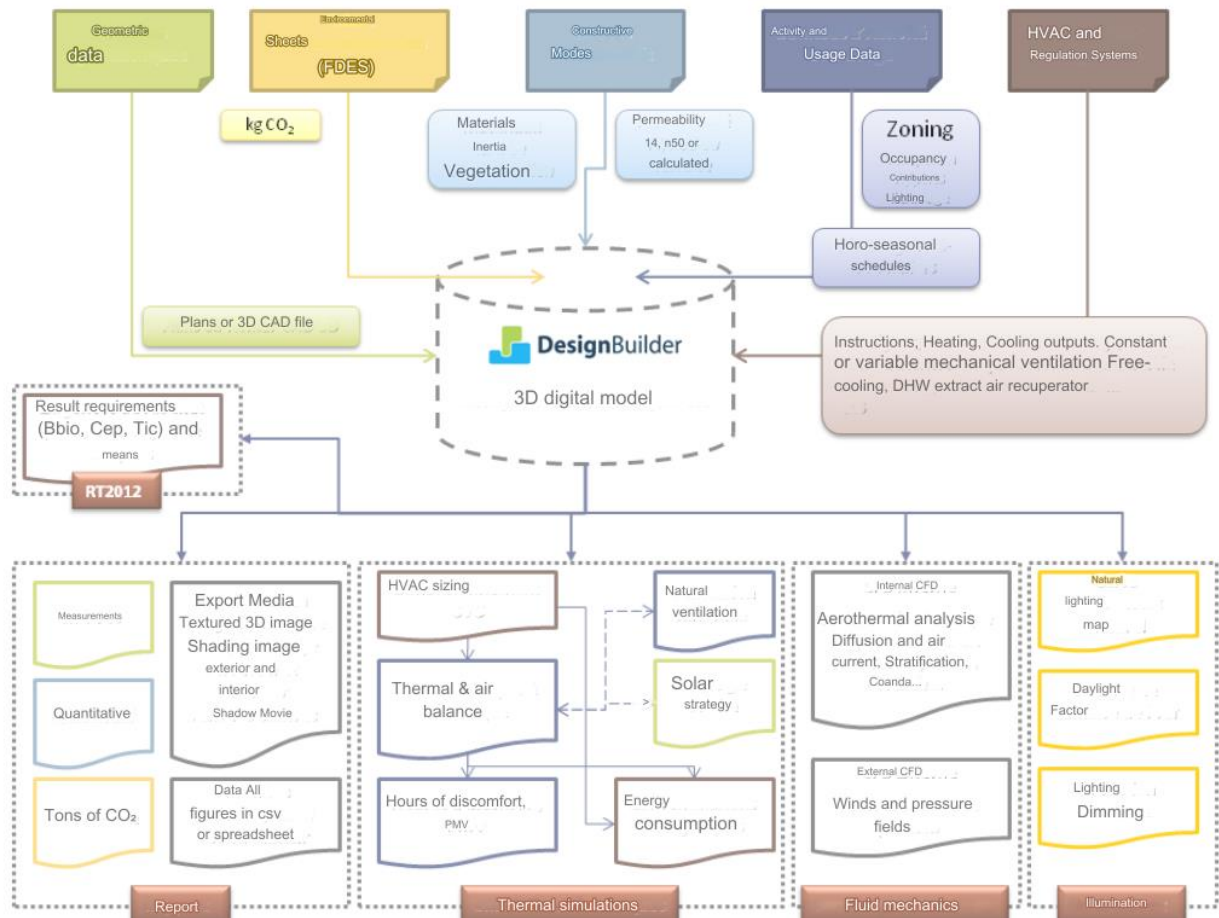 Geometric
data
Enviromental
Sheets
(FDES)
Constructive
Modes
Activity and
Usage Data
HVAC and
Regulation Systems
kg CO₂
Materials
Inertia
Vegetation
Permeability
14, n50 or
calculated
Zoning
Occupancy
Contributions
Lighting
Horo-seasonal
schedules
Plans or 3D CAD file
DesignBuilder
3D digital model
Instructions, Heating, Cooling outputs. Constant
or variable mechanical ventilation Free-
cooling, DHW extract air recuperator
Result requirements
(Bbio, Cep, Tic) and
means
RT2012
Measurements
Quantitative
Tons of CO₂
Export Media
Textured 3D image
Shading image
exterior and
interior
Shadow Movie
Data All
figures in csv
or spreadsheet
Report
HVAC sizing
Thermal & air
balance
Hours of discomfort,
PMV
Natural
ventilation
Solar
strategy
Energy
consumption
Thermal simulations
Internal CFD
Aerothermal analysis
Diffusion and air
current, Stratification,
Coanda...
External CFD
Winds and pressure
fields
Fluid mechanics
Natural
lighting
map
Daylight
Factor
Lighting
Dimming
Illumination